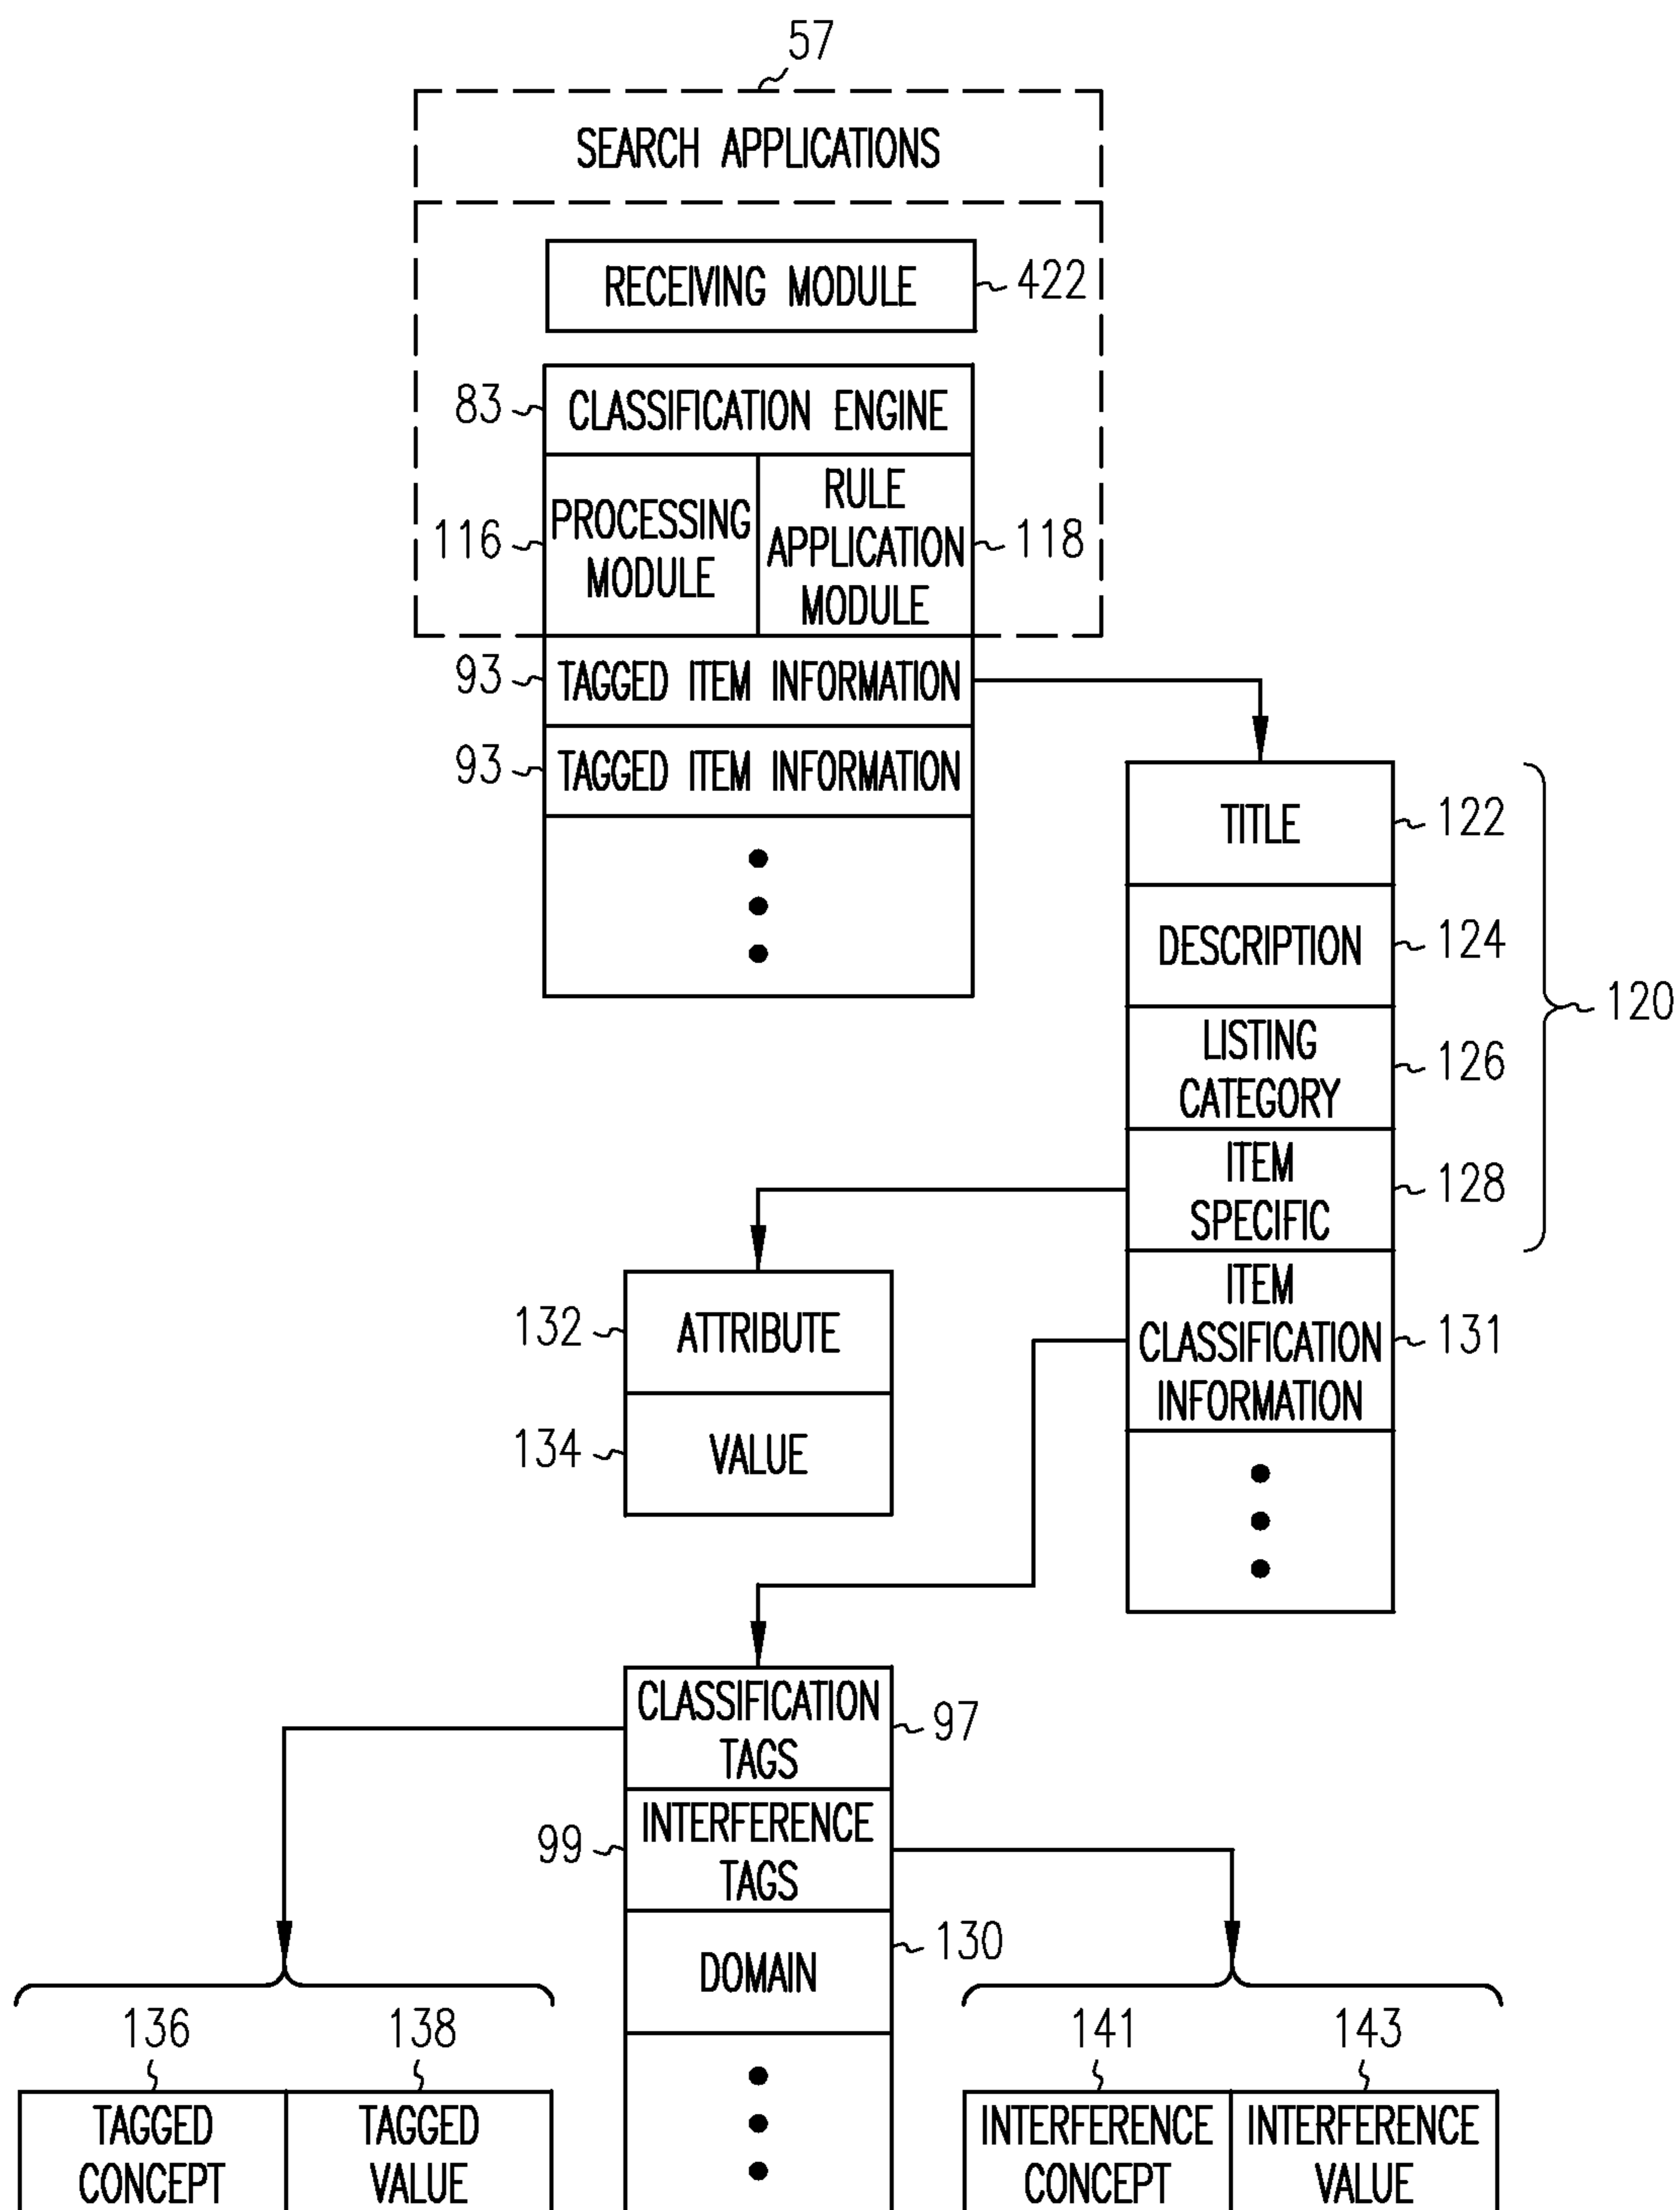 57
SEARCH APPLICATIONS
RECEIVING MODULE
422
83
CLASSIFICATION ENGINE
116
PROCESSING
MODULE
RULE
APPLICATION
MODULE
118
93
TAGGED ITEM INFORMATION
93
TAGGED ITEM INFORMATION
TITLE
122
DESCRIPTION
124
120
LISTING
CATEGORY
126
ITEM
SPECIFIC
128
ITEM
CLASSIFICATION
INFORMATION
131
132
ATTRIBUTE
134
VALUE
CLASSIFICATION
TAGS
97
99
INTERFERENCE
TAGS
DOMAIN
130
136
138
TAGGED
CONCEPT
TAGGED
VALUE
141
143
INTERFERENCE
CONCEPT
INTERFERENCE
VALUE